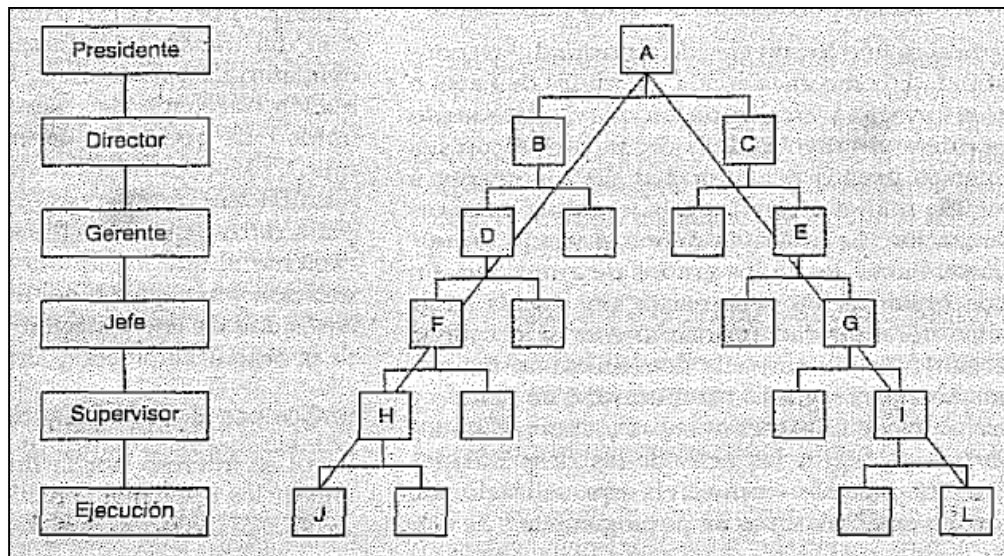 Presidente
A
Director
B
C
Gerente
D
E
Jefe
F
G
Supervisor
H
I
Ejecución
J
L